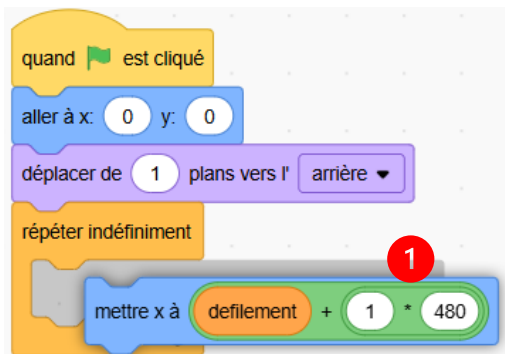 quand est cliqué
aller à x: 0 y: 0
déplacer de 1 plans vers l' arrière
répéter indéfiniment
1
mettre x à defilement + 1 * 480